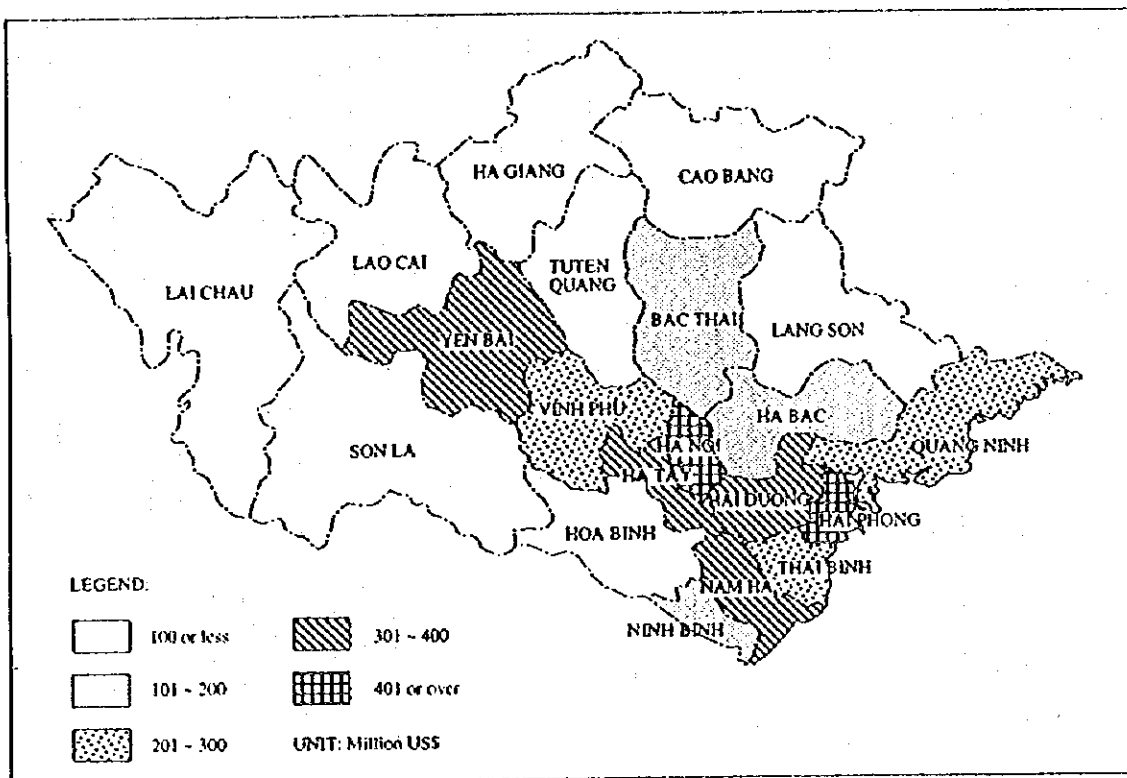 HA GIANG
CAO BANG
LAO CAI
TUTEN
QUANG
LAI CHAU
BAC THAI
LANG SON
YEN BAI
VINH PHU
HA BAC
HA NOI
QUANG NINH
SON LA
HA TAY
HAI DUONG
HAI PHONG
HOA BINH
THAI BINH
NAM HA
NINH BINH
LEGEND:
100 or less
301 ~ 400
101 ~ 200
401 or over
201 ~ 300
UNIT: Million US$